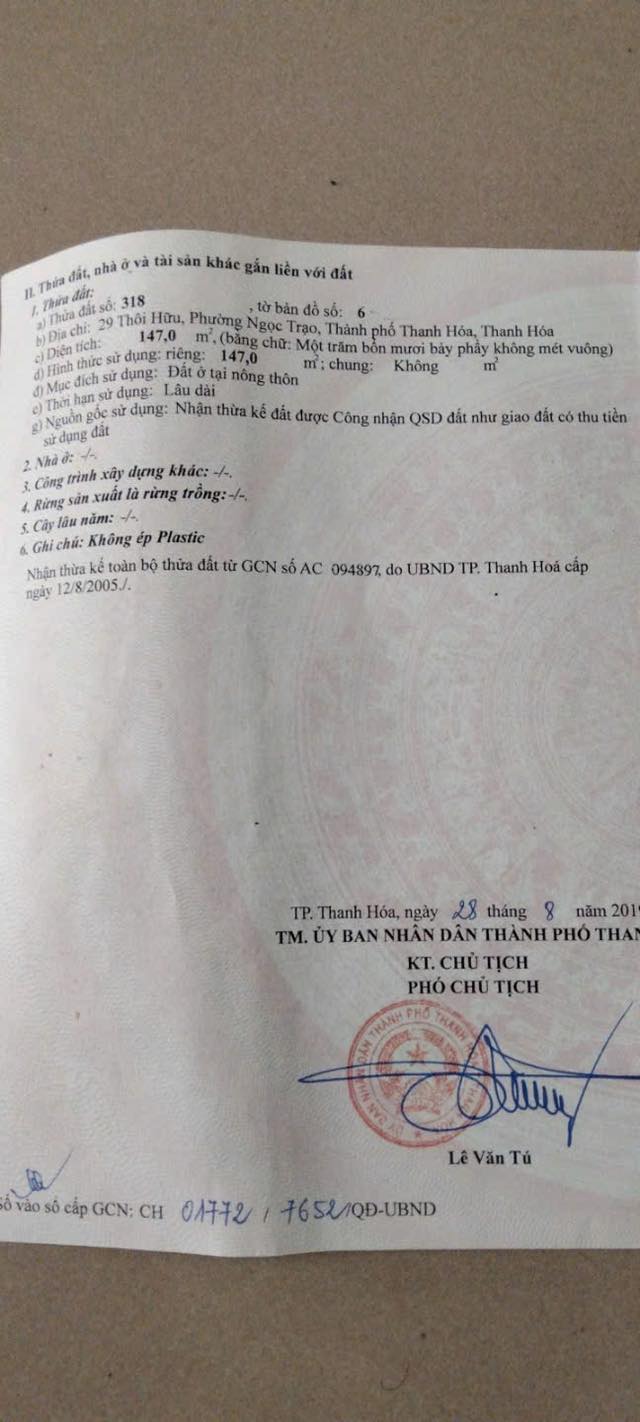 II. Thửa đất, nhà ở và tài sản khác gắn liền với đất
1. Thửa đất:
a) Thửa đất số: 318 , tờ bản đồ số: 6
b) Địa chỉ: 29 Thôi Hữu, Phường Ngọc Trạo, Thành phố Thanh Hóa, Thanh Hóa
c) Diện tích: 147,0 m², (bằng chữ: Một trăm bốn mươi bảy phẩy không mét vuông)
d) Hình thức sử dụng: riêng: 147,0 m²; chung: Không m²
đ) Mục đích sử dụng: Đất ở tại nông thôn
e) Thời hạn sử dụng: Lâu dài
g) Nguồn gốc sử dụng: Nhận thừa kế đất được Công nhận QSD đất như giao đất có thu tiền
sử dụng đất
2. Nhà ở: -/-.
3. Công trình xây dựng khác: -/-.
4. Rừng sản xuất là rừng trồng: -/-.
5. Cây lâu năm: -/-.
6. Ghi chú: Không ép Plastic
Nhận thừa kế toàn bộ thửa đất từ GCN số AC 094897, do UBND TP. Thanh Hoá cấp
ngày 12/8/2005./.
TP. Thanh Hóa, ngày 28 tháng 8 năm 201
TM. ỦY BAN NHÂN DÂN THÀNH PHỐ THAN
KT. CHỦ TỊCH
PHÓ CHỦ TỊCH
Lê Văn Tú
Số vào sổ cấp GCN: CH 01772 / 7652/QĐ-UBND